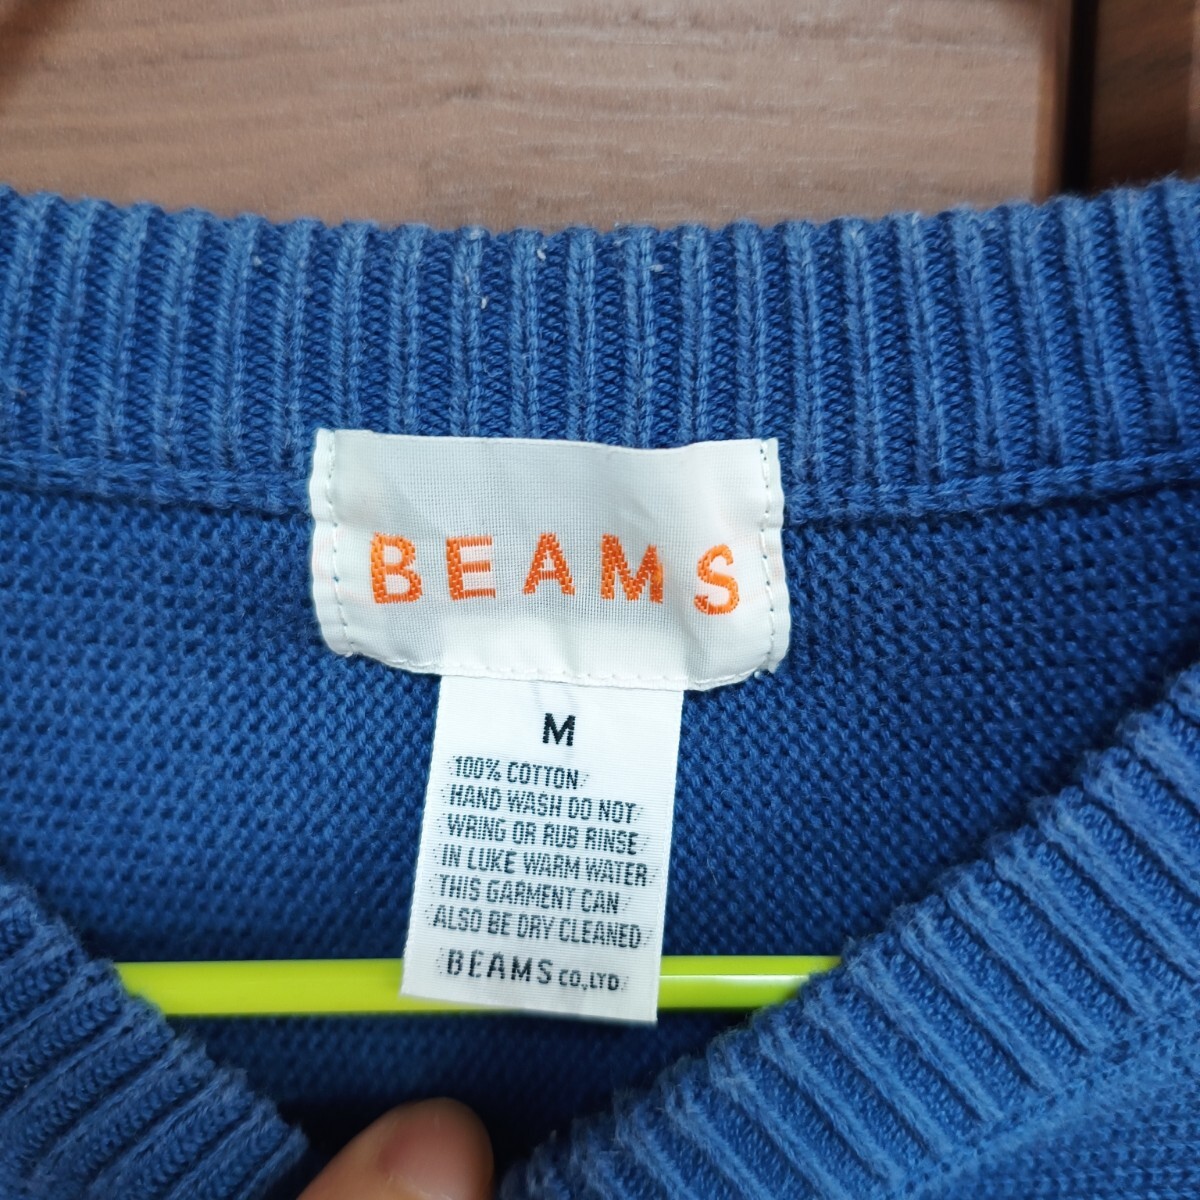 BEAMS
M
100% COTTON
HAND WASH DO NOT
WRING OR RUB RINSE
IN LUKE WARM WATER
THIS GARMENT CAN
ALSO BE DRY CLEANED
BEAMS CO.,LTD.